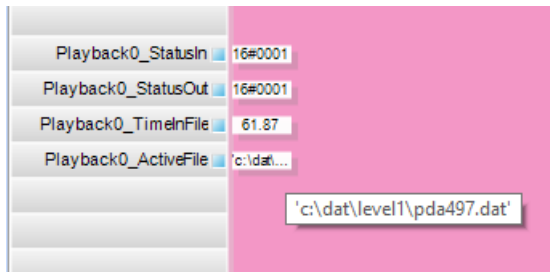 Playback0_StatusIn 16#0001
Playback0_StatusOut 16#0001
Playback0_TimeInFile 61.87
Playback0_ActiveFile 'c:\dat\...
'c:\dat\level1\pda497.dat'